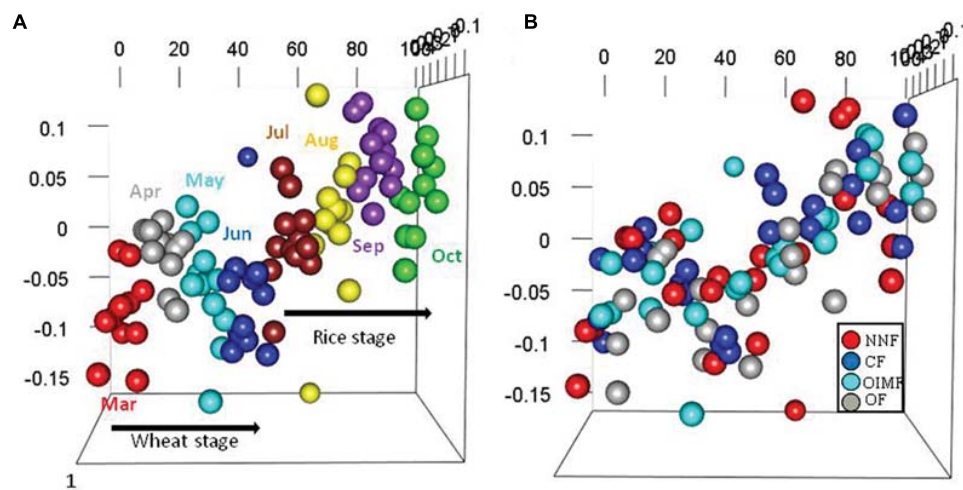 A
B
0 20 40 60 80
0 20 40 60 80
0.1
0.05
0
-0.05
-0.1
-0.15
Apr
May
Jun
Jul
Aug
Sep
Oct
Mar
Rice stage
Wheat stage
1
0.1
0.05
0
-0.05
-0.1
-0.15
NNF
CF
OIMF
OF